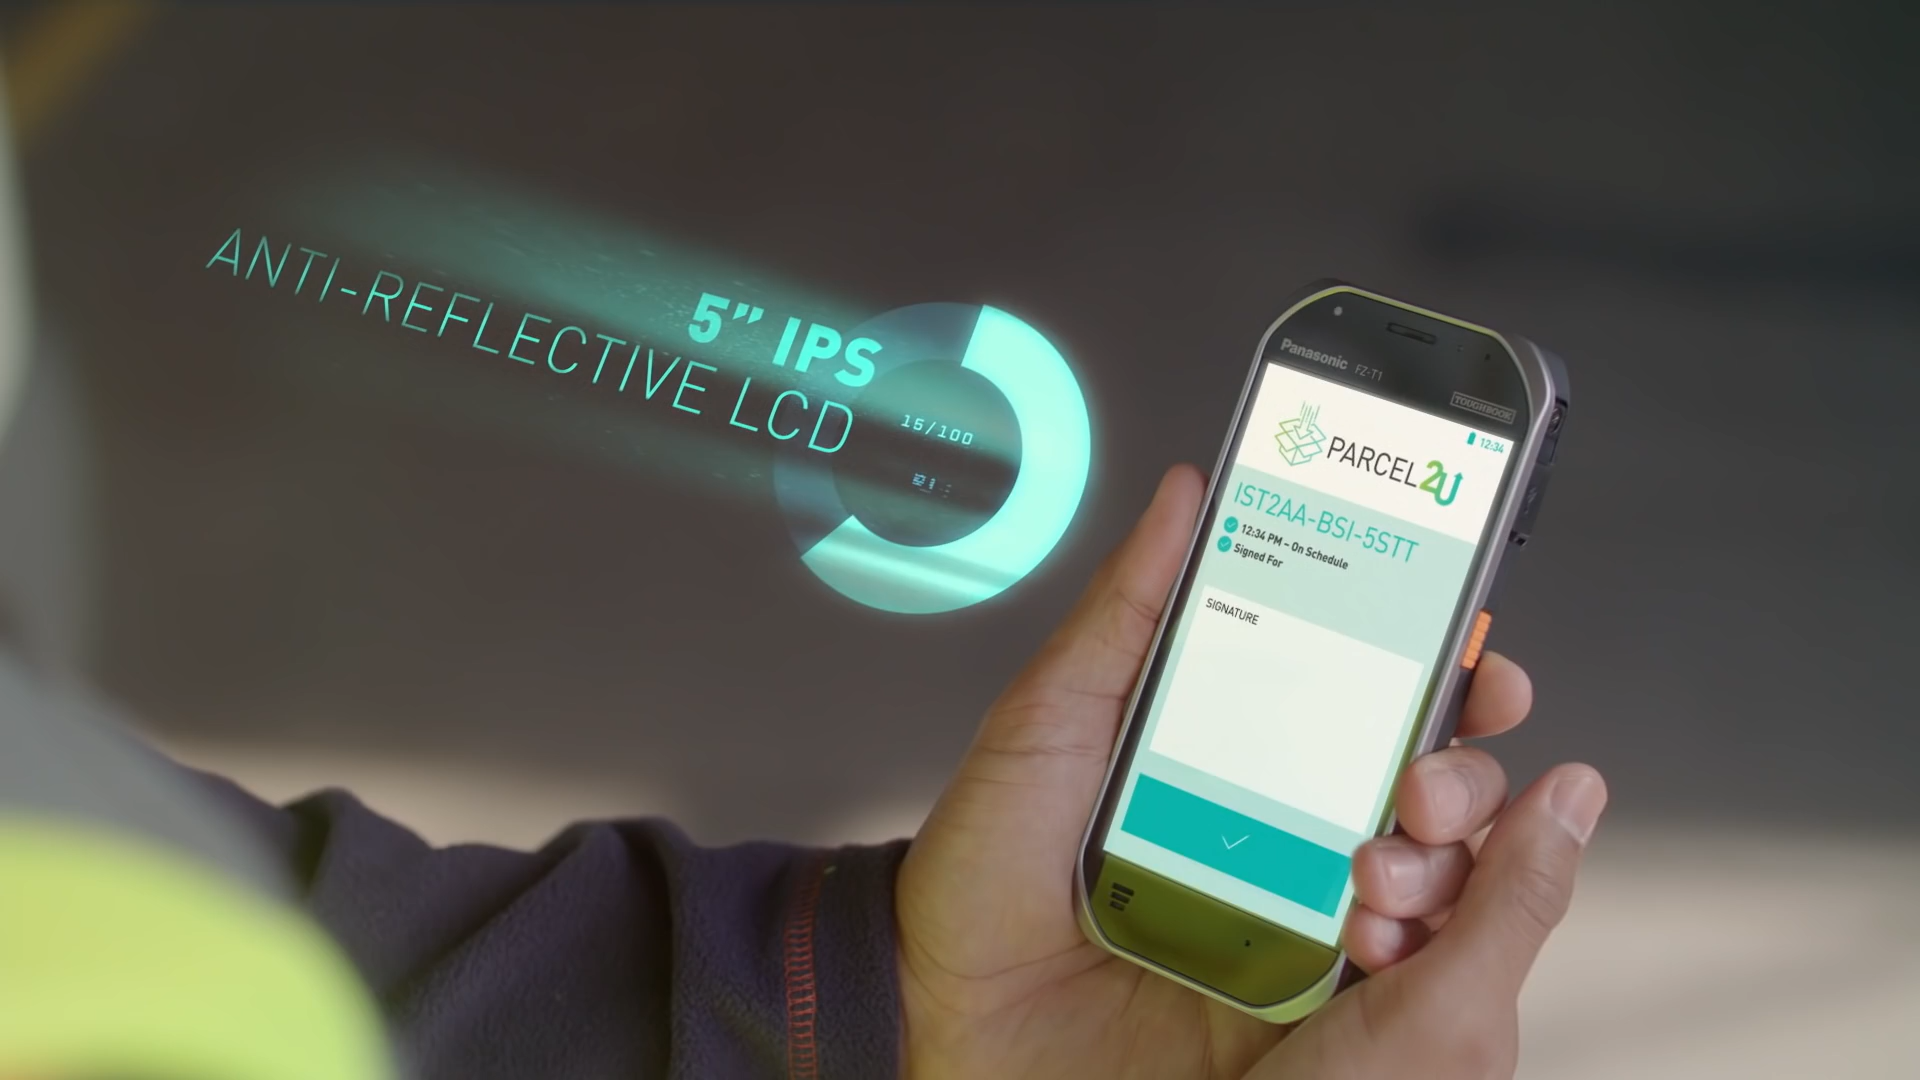 5” IPS
ANTI-REFLECTIVE LCD
15/100
Panasonic FZ-T1
TOUGHBOOK
12:34
PARCEL2U
IST2AA-BSI-5STT
12:34 PM – On Schedule
Signed For
SIGNATURE